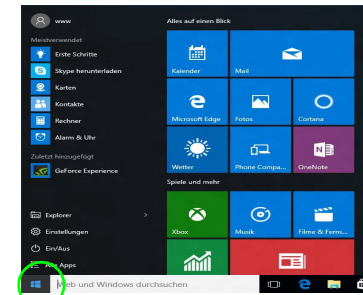 www
Meistverwendet
Erste Schritte
Skype herunterladen
Karten
Kontakte
Rechner
Alarm & Uhr
Zuletzt hinzugefügt
GeForce Experience
Explorer
Einstellungen
Ein/Aus
Alle Apps
Web und Windows durchsuchen
Alles auf einen Blick
Kalender
Mail
Microsoft Edge
Fotos
Cortana
Wetter
Phone Compa...
OneNote
Spiele und mehr
Xbox
Musik
Filme & Ferns...